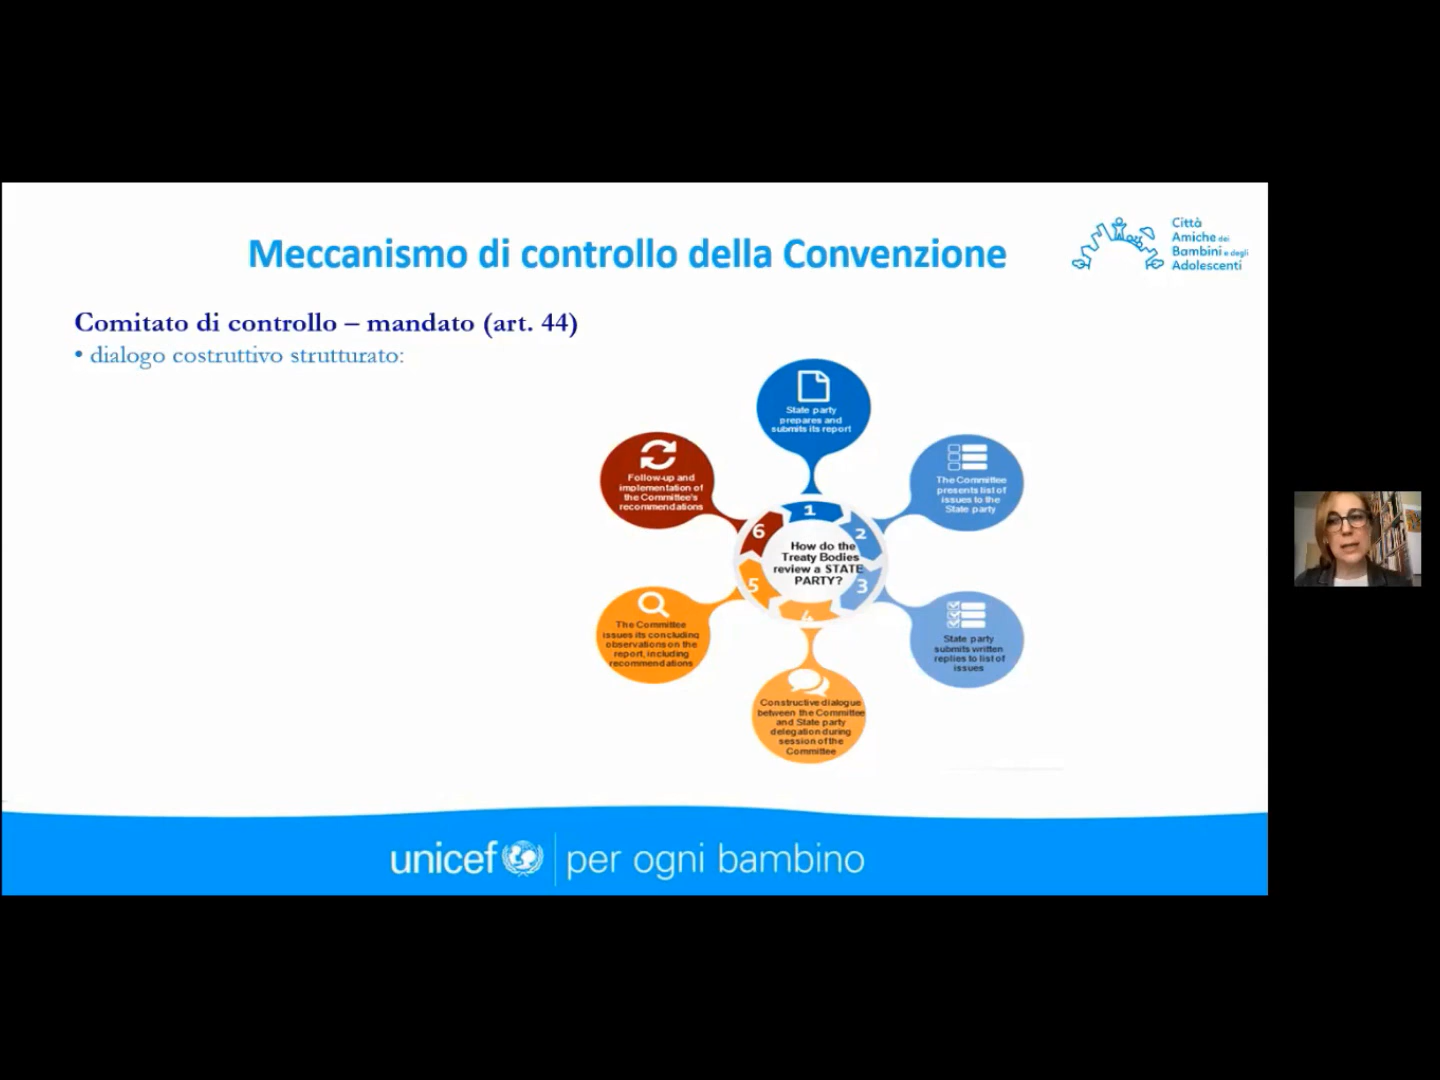 Meccanismo di controllo della Convenzione
Città
Amiche dei
Bambini e degli
Adolescenti
Comitato di controllo – mandato (art. 44)
• dialogo costruttivo strutturato:
State party
prepares and
submits its report
The Committee
presents list of
issues to the
State party
State party
submits written
replies to list of
issues
Constructive dialogue
between the Committee
and State party
delegation during
session of the
Committee
The Committee
issues its concluding
observations on the
report, including
recommendations
Follow-up and
implementation of
the Committee's
recommendations
1
2
3
4
5
6
How do the
Treaty Bodies
review a STATE
PARTY?
unicef | per ogni bambino